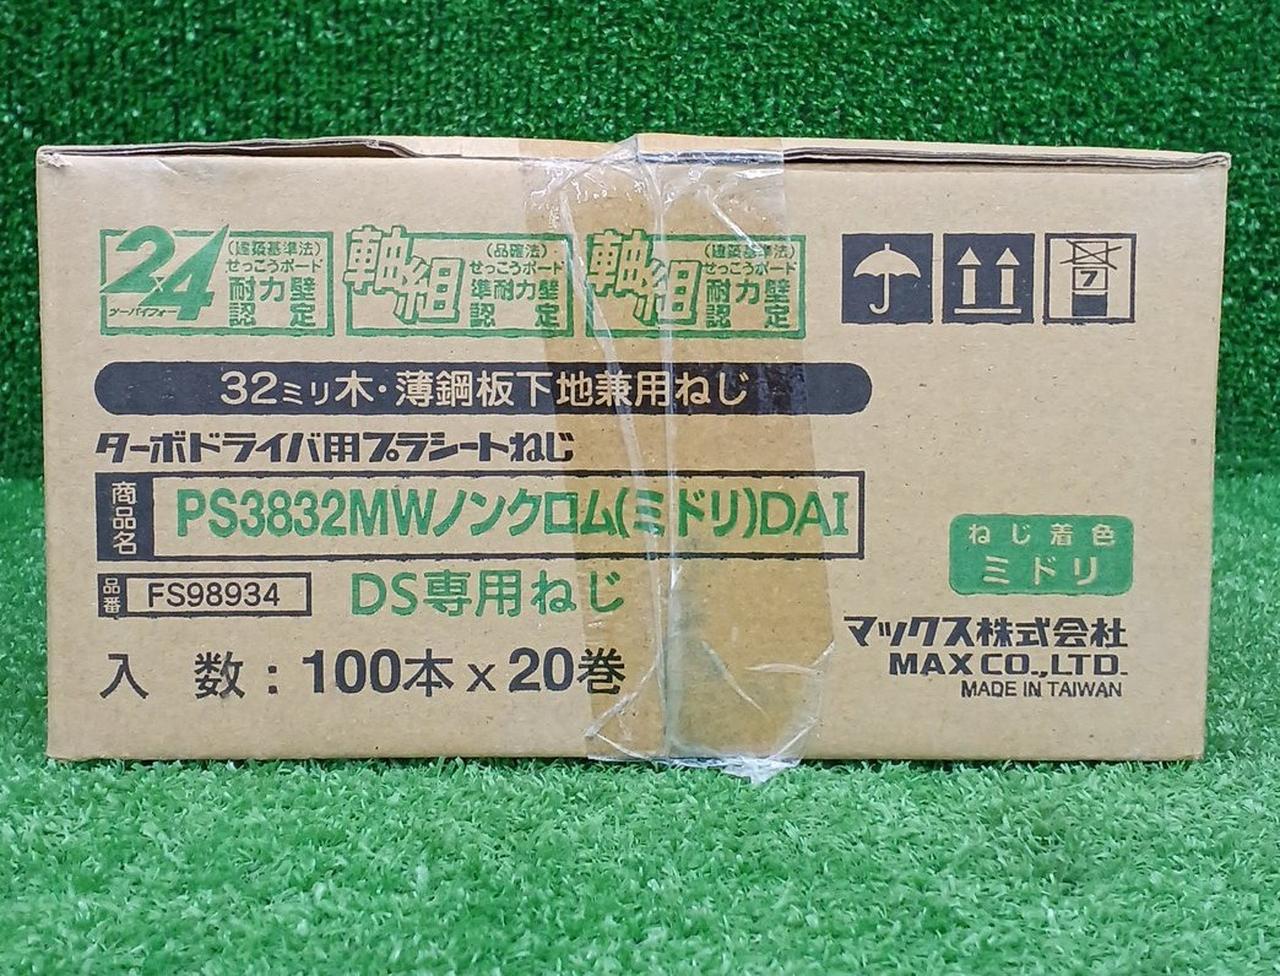 2×4
ツーバイフォー
(建築基準法)
せっこうボード
耐力壁
認定
軸組
(品確法)
せっこうボード
準耐力壁
認定
軸組
(建築基準法)
せっこうボード
耐力壁
認定
7
32ミリ木・薄鋼板下地兼用ねじ
ターボドライバ用プラシートねじ
商品名
PS3832MWノンクロム(ミドリ)DAI
ねじ着色
ミドリ
品番
FS98934
DS専用ねじ
入 数：100本×20巻
マックス株式会社
MAX CO.,LTD.
MADE IN TAIWAN